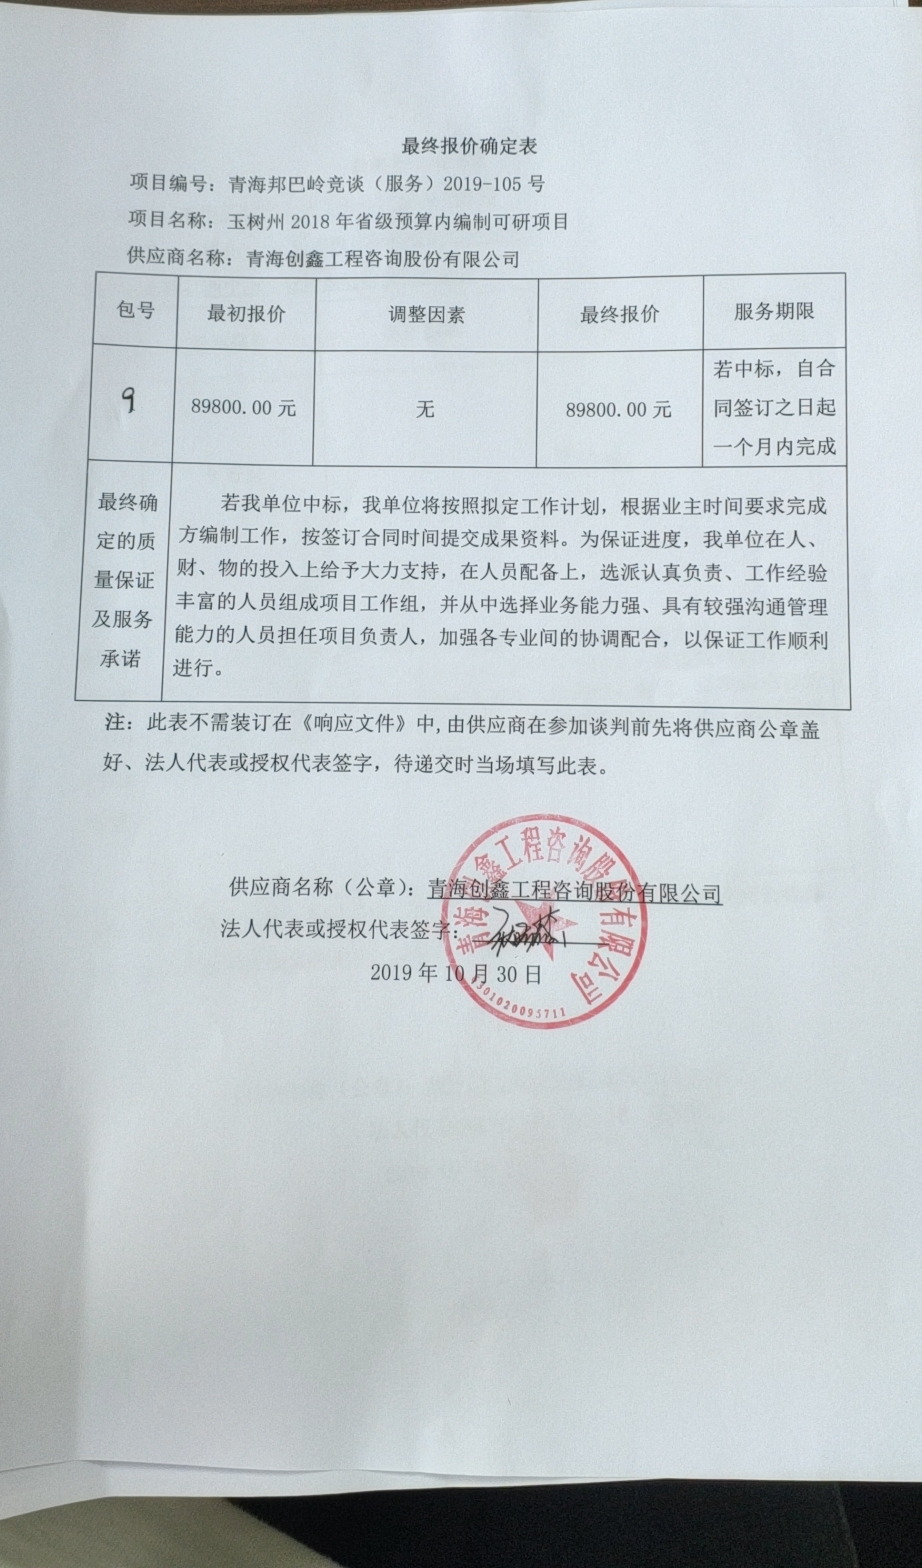 最终报价确定表
项目编号：青海邦巴岭竞谈（服务）2019-105 号
项目名称：玉树州 2018 年省级预算内编制可研项目
供应商名称：青海创鑫工程咨询股份有限公司
包号 最初报价 调整因素 最终报价 服务期限
9 89800.00 元 无 89800.00 元 若中标，自合
同签订之日起
一个月内完成
最终确
定的质
量保证
及服务
承诺
若我单位中标，我单位将按照拟定工作计划，根据业主时间要求完成
方编制工作，按签订合同时间提交成果资料。为保证进度，我单位在人、
财、物的投入上给予大力支持，在人员配备上，选派认真负责、工作经验
丰富的人员组成项目工作组，并从中选择业务能力强、具有较强沟通管理
能力的人员担任项目负责人，加强各专业间的协调配合，以保证工作顺利
进行。
注：此表不需装订在《响应文件》中,由供应商在参加谈判前先将供应商公章盖
好、法人代表或授权代表签字，待递交时当场填写此表。
供应商名称（公章）：青海创鑫工程咨询股份有限公司
法人代表或授权代表签字：
2019 年 10 月 30 日
青海创鑫工程咨询股份有限公司
6301020095711